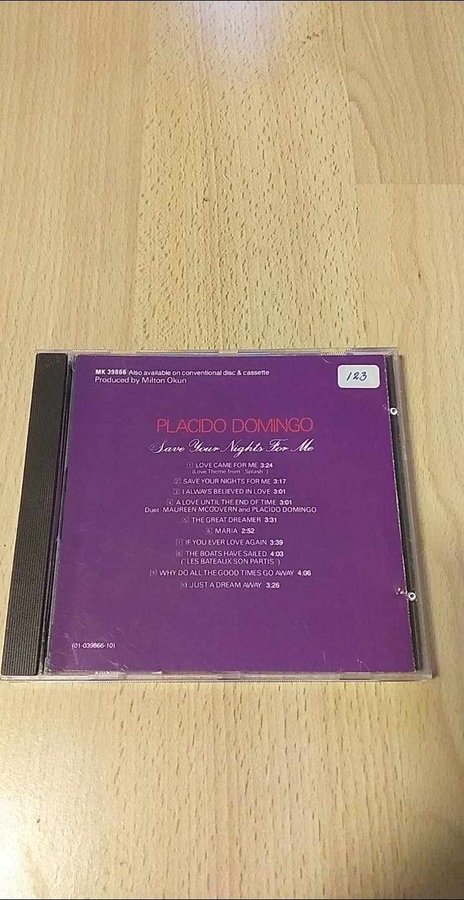 MK 39866 Also available on conventional disc & cassette
Produced by Milton Okun
123
PLACIDO DOMINGO
Save Your Nights For Me
1 LOVE CAME FOR ME 3:24
(Love Theme from "Splash")
2 SAVE YOUR NIGHTS FOR ME 3:17
3 I ALWAYS BELIEVED IN LOVE 3:01
4 A LOVE UNTIL THE END OF TIME 3:01
Duet: MAUREEN McGOVERN and PLACIDO DOMINGO
5 THE GREAT DREAMER 3:31
6 MARIA 2:52
7 IF YOU EVER LOVE AGAIN 3:39
8 THE BOATS HAVE SAILED 4:03
("LES BATEAUX SON PARTIS")
9 WHY DO ALL THE GOOD TIMES GO AWAY 4:06
10 JUST A DREAM AWAY 3:26
(01-039866-10)